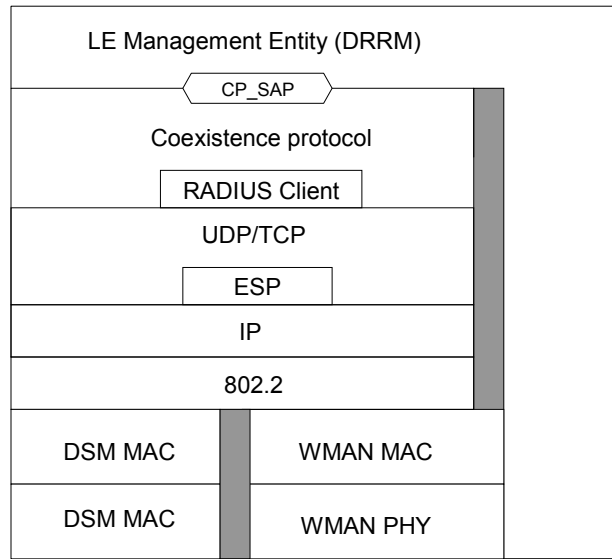 LE Management Entity (DRRM)
CP_SAP
Coexistence protocol
RADIUS Client
UDP/TCP
ESP
IP
802.2
DSM MAC
WMAN MAC
DSM MAC
WMAN PHY